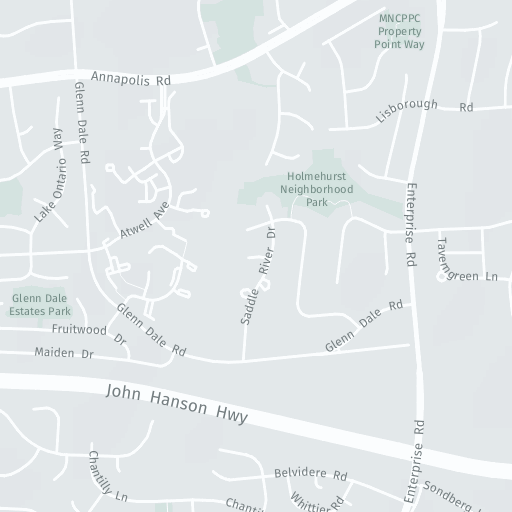 MNCPPC
Property
Point Way
Annapolis Rd
Glenn Dale Rd
Lisborough Rd
Lake Ontario Way
Holmehurst
Neighborhood
Park
Atwell Ave
Enterprise Rd
Saddle River Dr
Taverngreen Ln
Glenn Dale
Estates Park
Glenn Dale Rd
Glenn Dale Rd
Fruitwood Dr
Maiden Dr
John Hanson Hwy
Enterprise Rd
Chantilly Ln
Belvidere Rd
Sondberg
Whittier Rd
Chanti